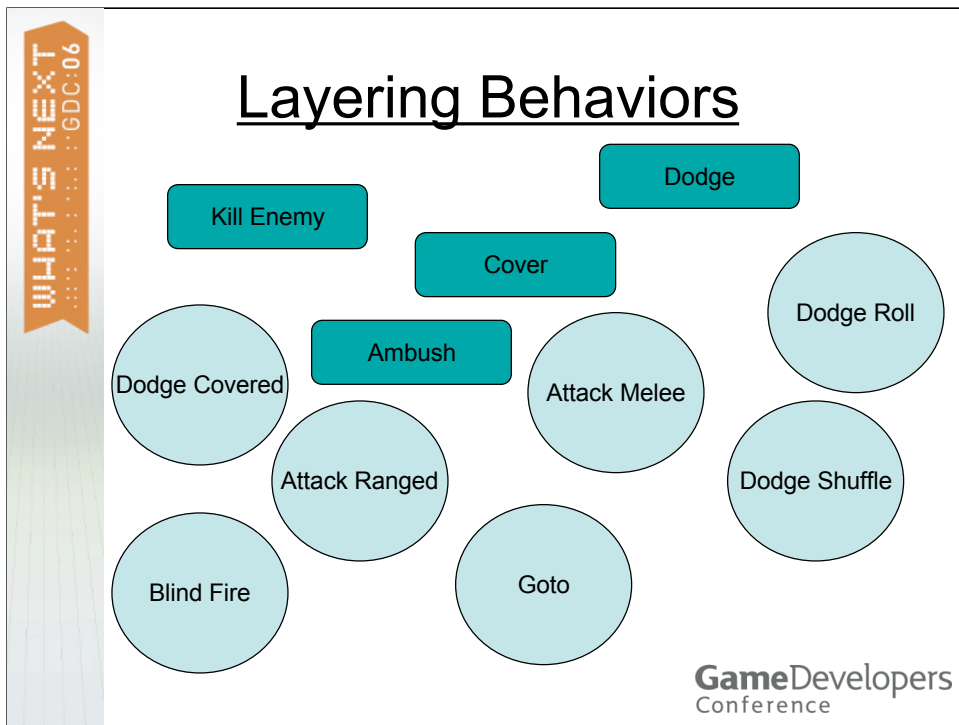 WHAT'S NEXT
GDC:06
Layering Behaviors
Dodge
Kill Enemy
Cover
Dodge Roll
Ambush
Dodge Covered
Attack Melee
Attack Ranged
Dodge Shuffle
Blind Fire
Goto
GameDevelopers
Conference